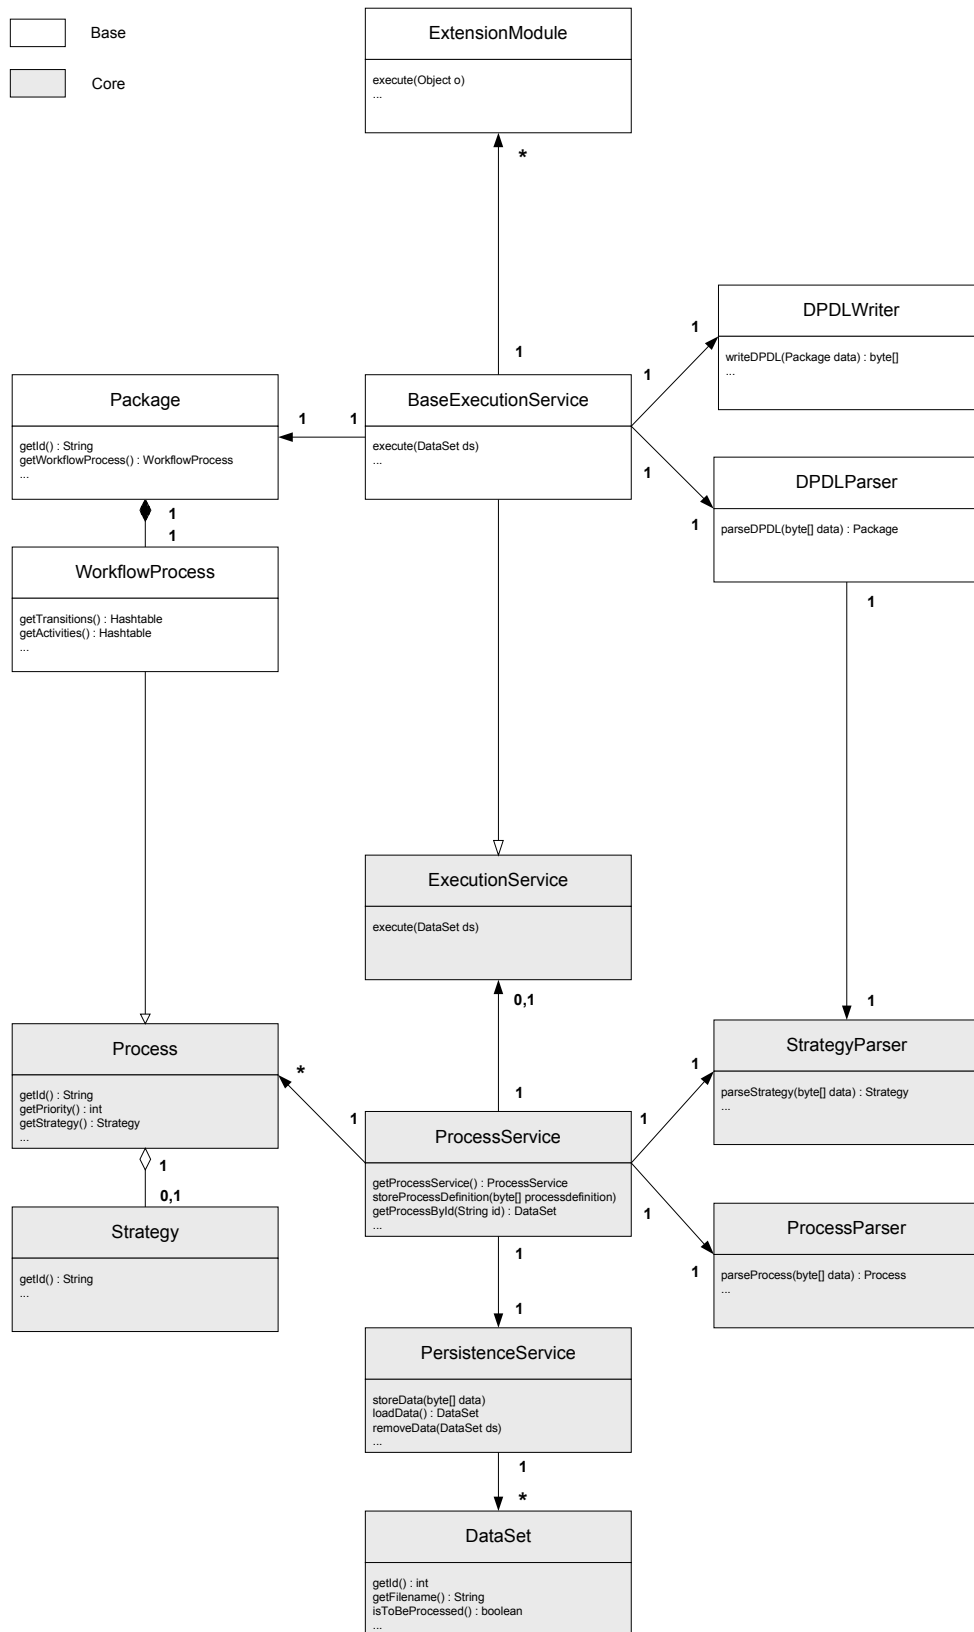 Base
Core
ExtensionModule
execute(Object o)
...
*
1
DPDLWriter
writeDPDL(Package data) : byte[]
...
1
1
Package
getId() : String
getWorkflowProcess() : WorkflowProcess
...
1
1
BaseExecutionService
execute(DataSet ds)
...
1
1
DPDLParser
parseDPDL(byte[] data) : Package
1
1
1
WorkflowProcess
getTransitions() : Hashtable
getActivities() : Hashtable
...
ExecutionService
execute(DataSet ds)
0,1
1
1
Process
getId() : String
getPriority() : int
getStrategy() : Strategy
...
*
1
StrategyParser
parseStrategy(byte[] data) : Strategy
...
1
1
ProcessService
getProcessService() : ProcessService
storeProcessDefinition(byte[] processdefinition)
getProcessById(String id) : DataSet
...
1
0,1
Strategy
getId() : String
...
1
1
ProcessParser
parseProcess(byte[] data) : Process
...
1
1
PersistenceService
storeData(byte[] data)
loadData() : DataSet
removeData(DataSet ds)
...
1
*
DataSet
getId() : int
getFilename() : String
isToBeProcessed() : boolean
...